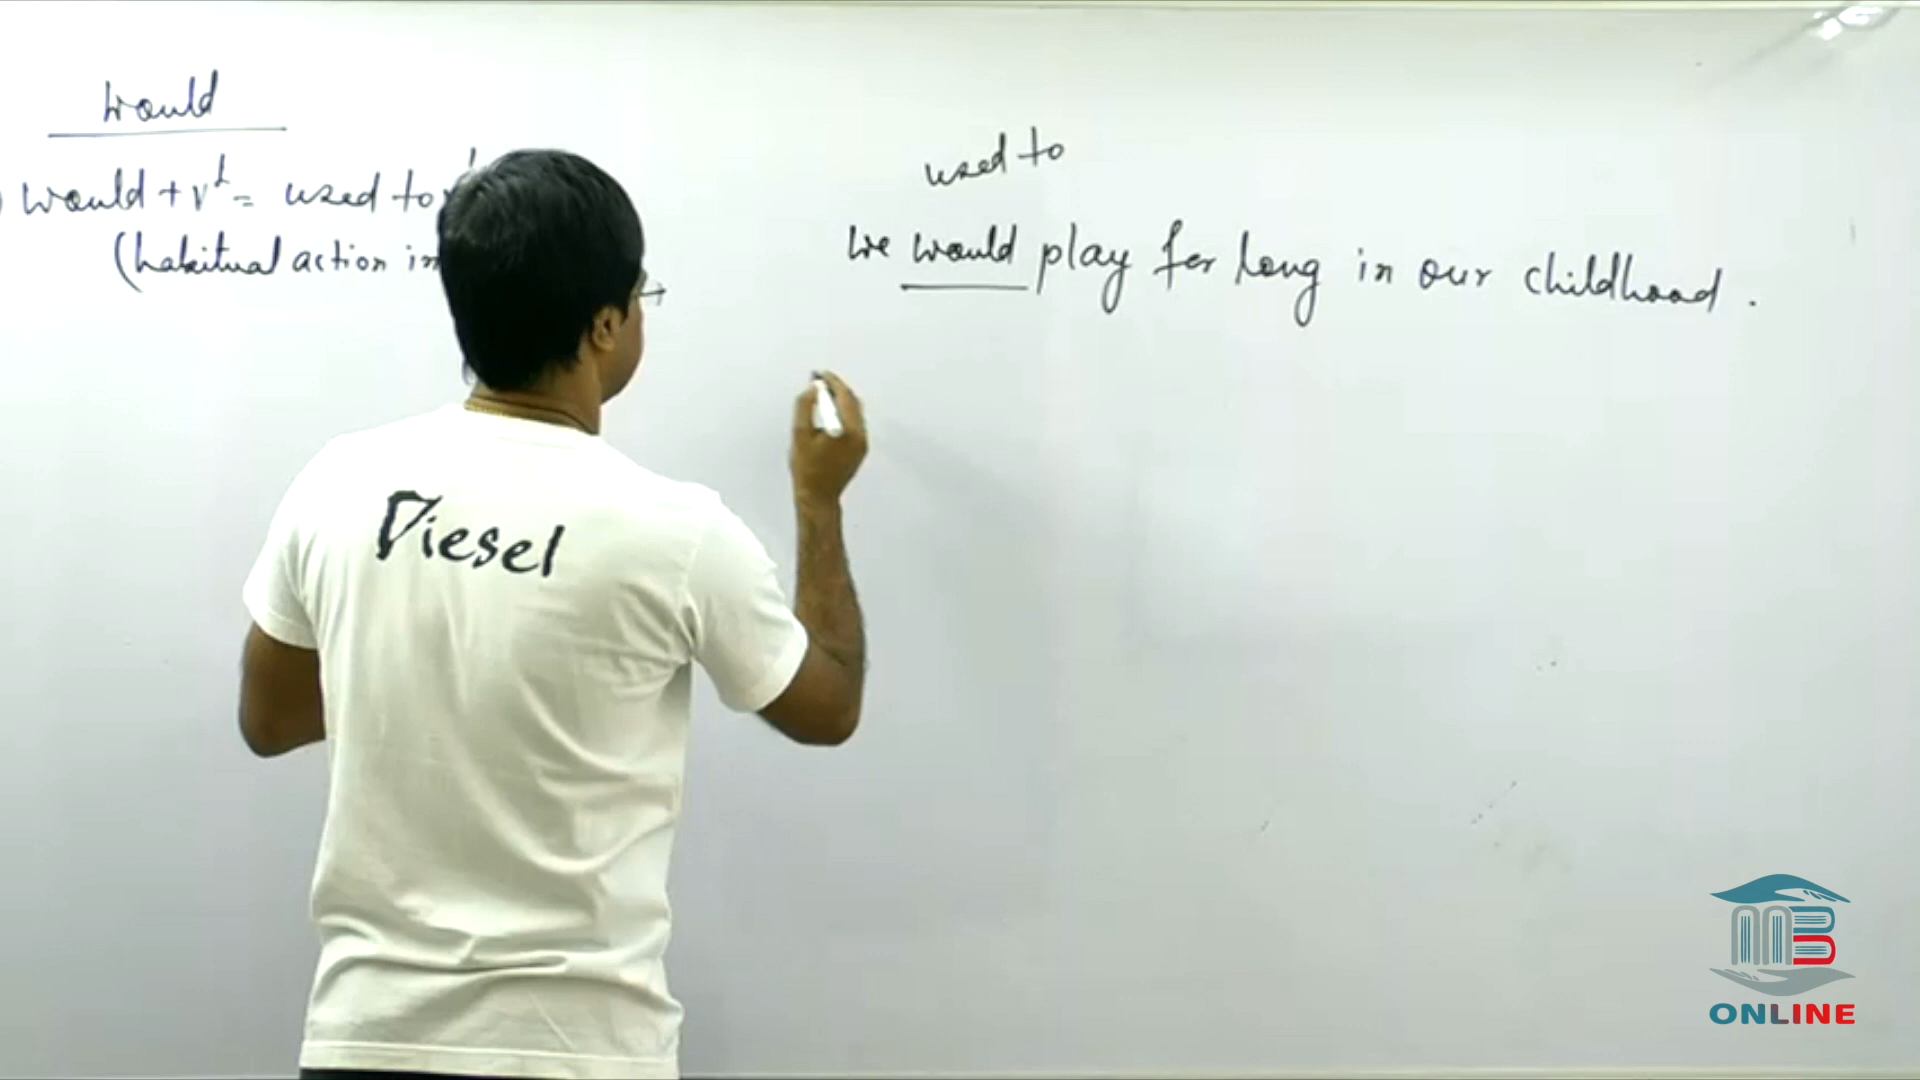 Would
would + v¹ = used to
(habitual action in
used to
We would play for long in our childhood.
Diesel
MB
ONLINE